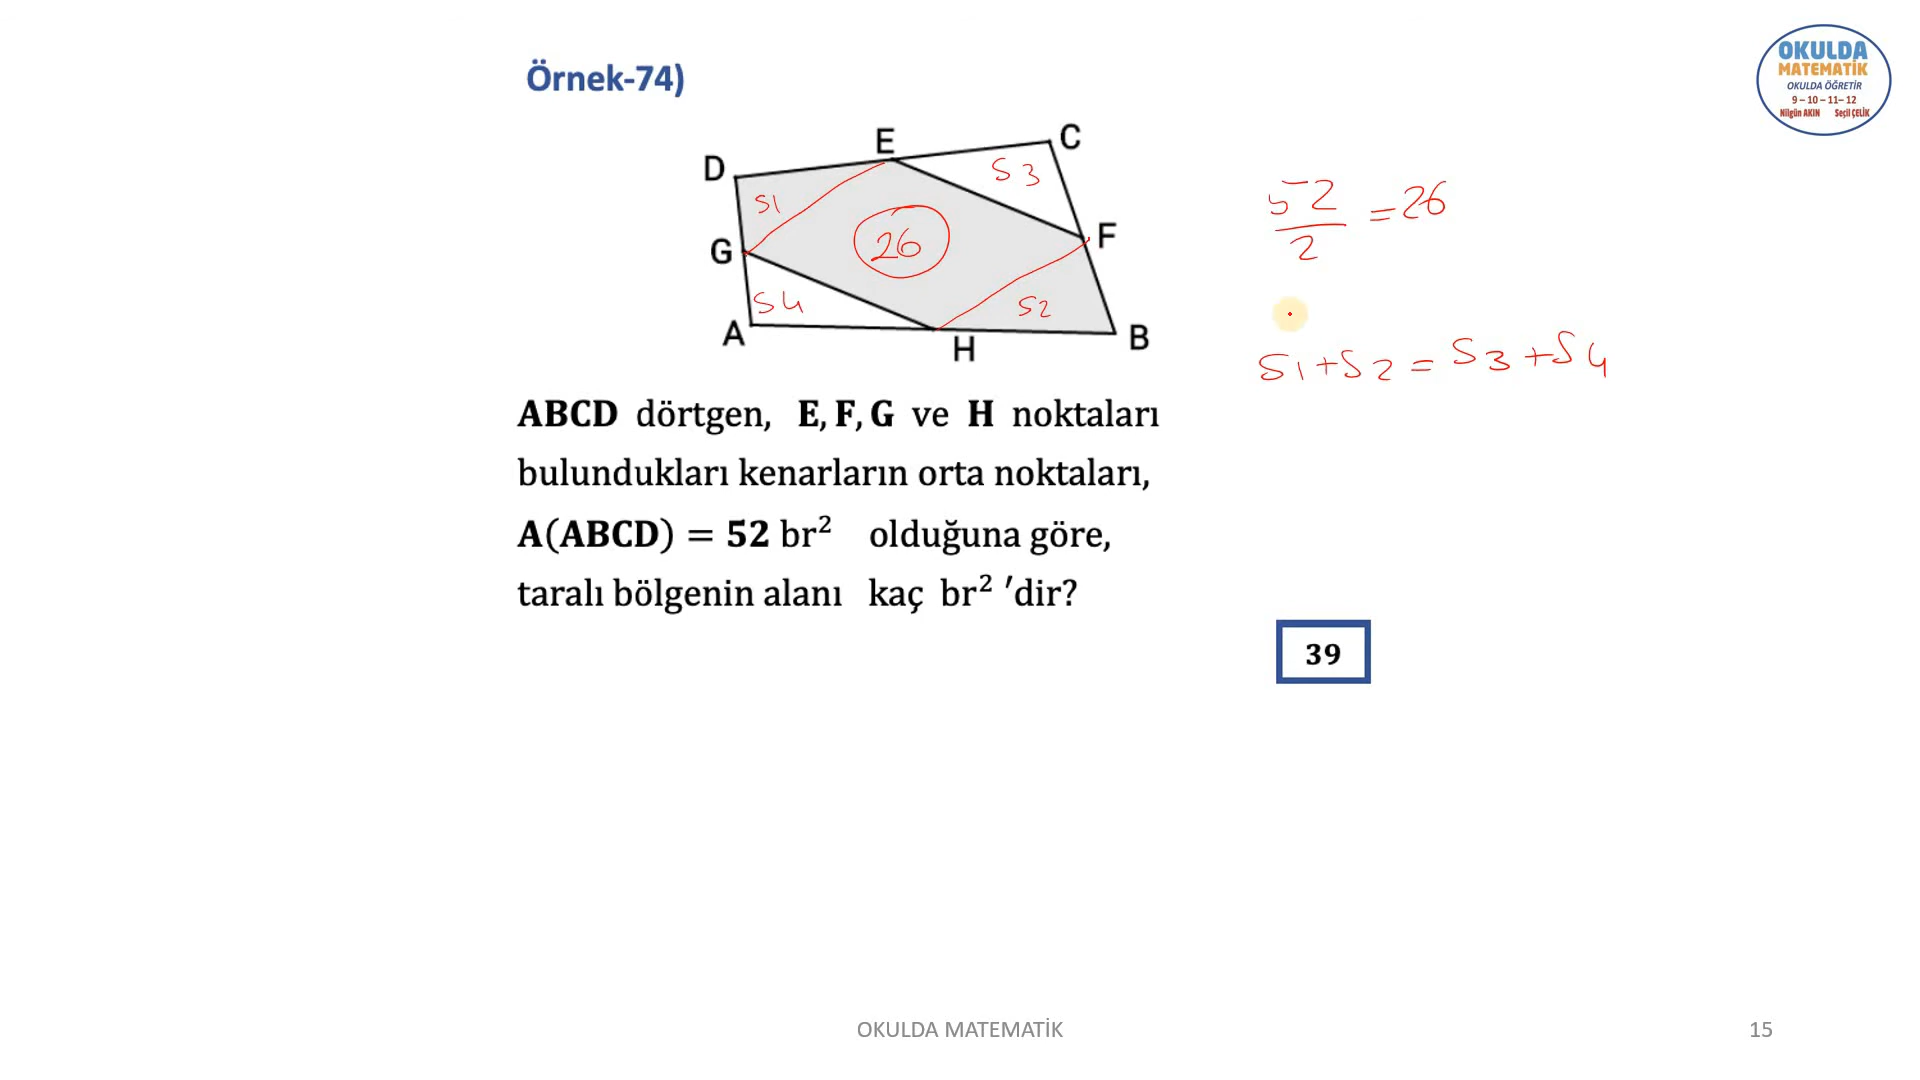 OKULDA
MATEMATİK
OKULDA ÖĞRETİR
9 – 10 – 11– 12
Nilgün AKIN Seçil ÇELİK
Örnek-74)
D
E
C
G
F
A
H
B
S1
S3
26
S4
S2
52/2 = 26
S1+S2 = S3+S4
ABCD dörtgen, E, F, G ve H noktaları
bulundukları kenarların orta noktaları,
A(ABCD) = 52 br² olduğuna göre,
taralı bölgenin alanı kaç br² ′dir?
39
OKULDA MATEMATİK
15